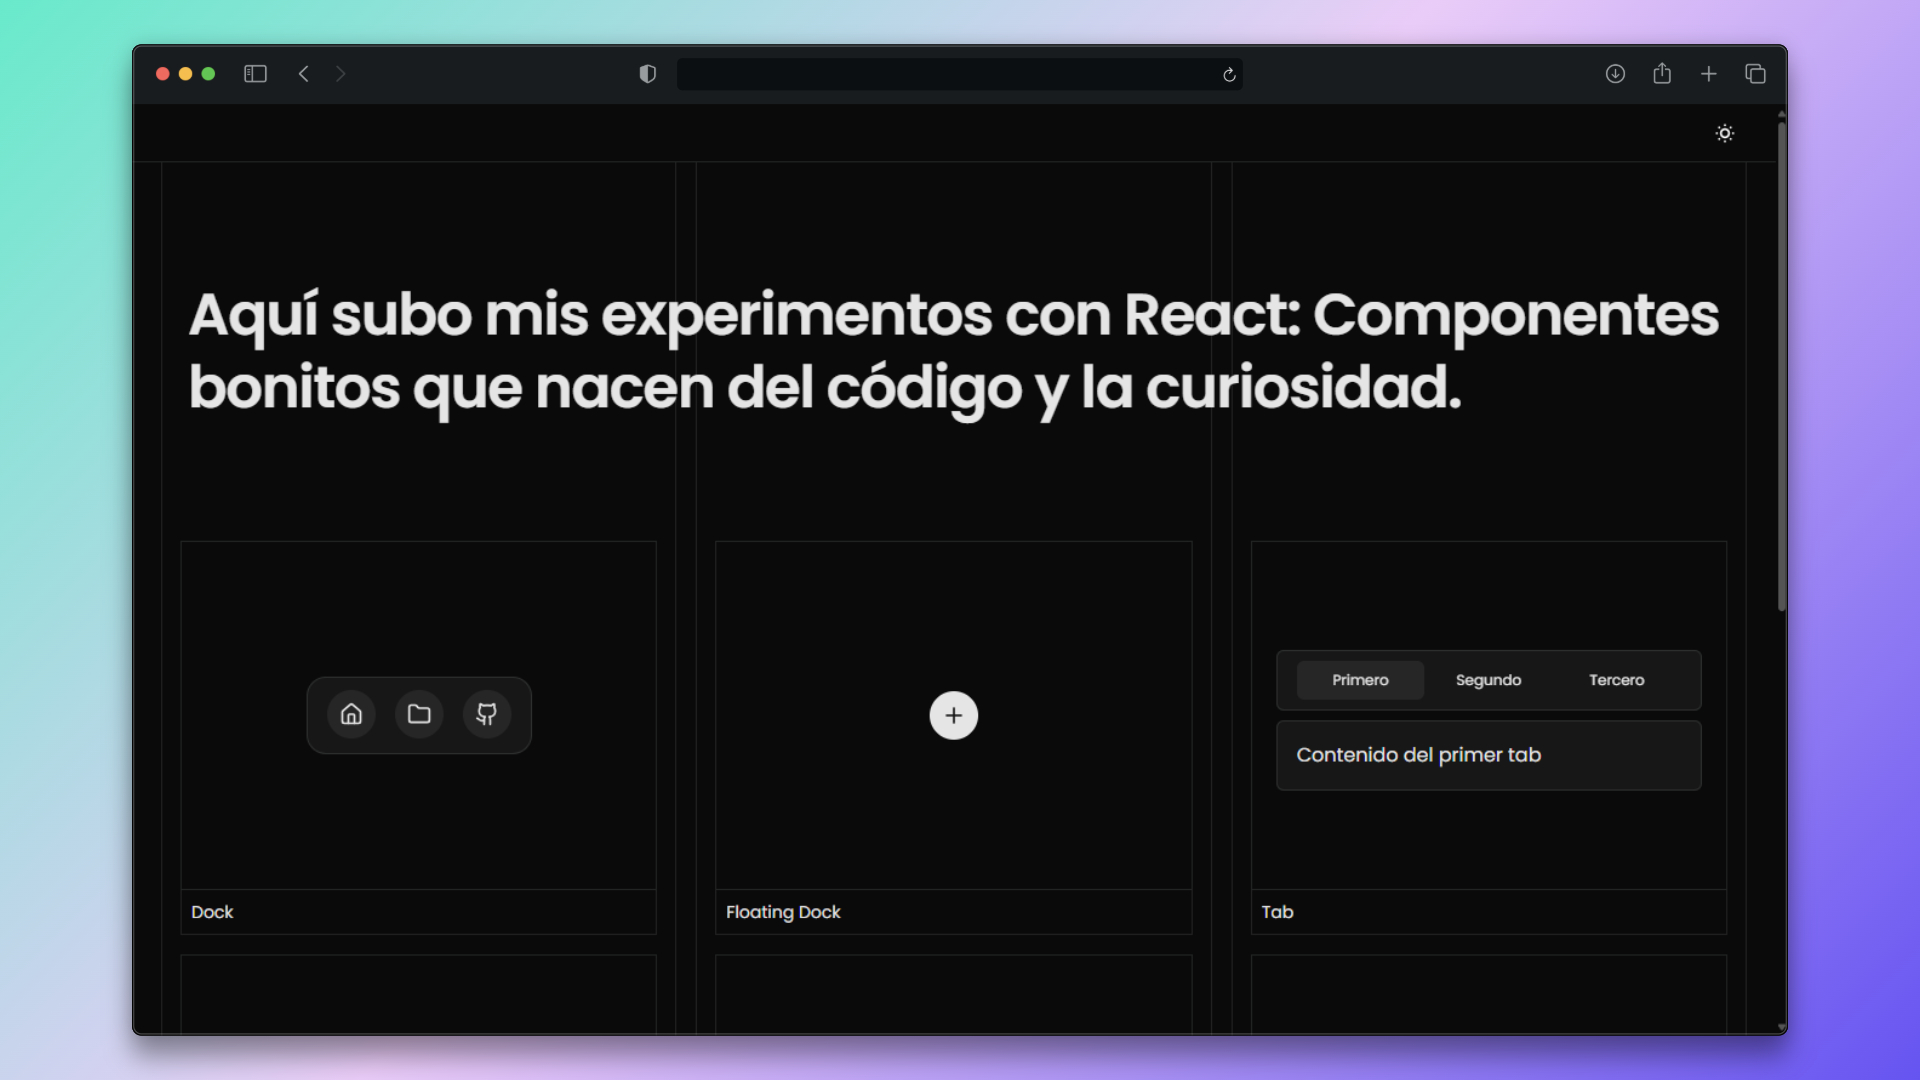 Aquí subo mis experimentos con React: Componentes
bonitos que nacen del código y la curiosidad.
Primero Segundo Tercero
Contenido del primer tab
Dock
Floating Dock
Tab